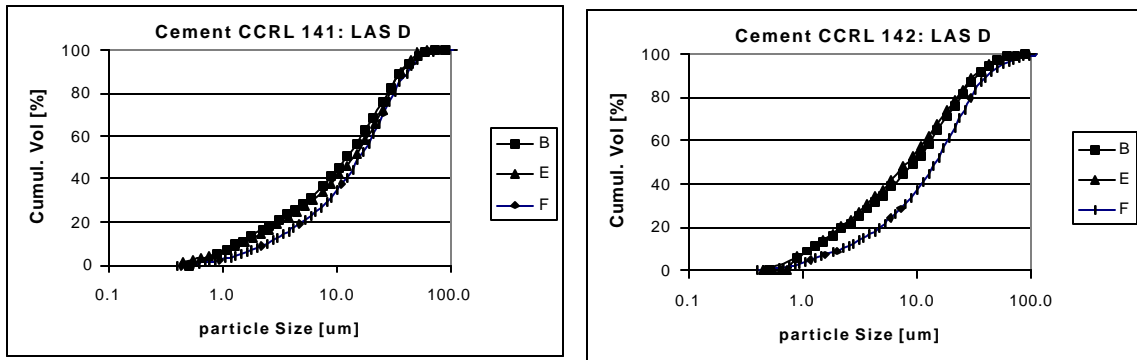 Cement CCRL 141: LAS D
Cumul. Vol [%]
100
80
60
40
20
0
0.1
1.0
10.0
100.0
particle Size [um]
B
E
F
Cement CCRL 142: LAS D
Cumul. Vol [%]
100
80
60
40
20
0
0.1
1.0
10.0
100.0
particle Size [um]
B
E
F